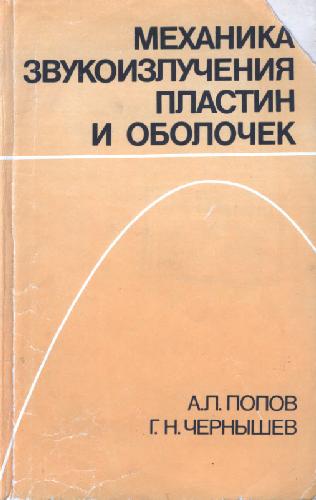 МЕХАНИКА
ЗВУКОИЗЛУЧЕНИЯ
ПЛАСТИН
И ОБОЛОЧЕК
А.Л.ПОПОВ
Г.Н.ЧЕРНЫШЕВ